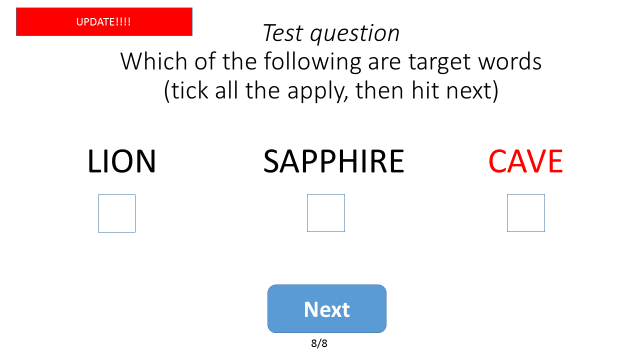 UPDATE!!!!
Test question
Which of the following are target words
(tick all the apply, then hit next)
LION SAPPHIRE CAVE
Next
8/8